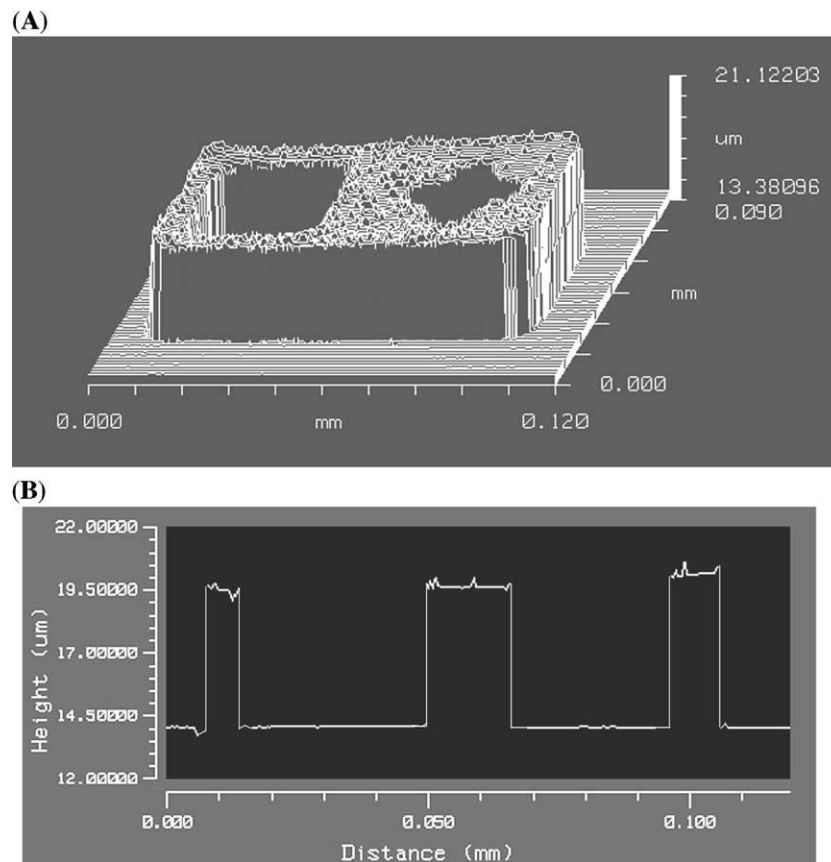 (A)
21.12203
um
13.38096
0.090
mm
0.000
0.000 mm 0.120
(B)
22.00000
19.50000
17.00000
14.50000
12.00000
Height (um)
0.000 0.050 0.100
Distance (mm)